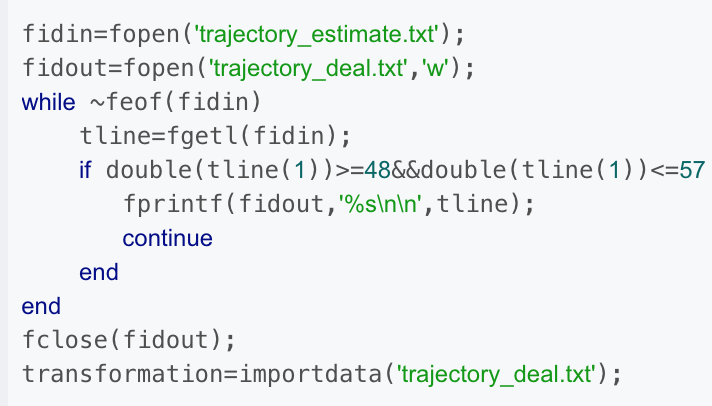 fidin=fopen('trajectory_estimate.txt');
fidout=fopen('trajectory_deal.txt','w');
while ~feof(fidin)
    tline=fgetl(fidin);
    if double(tline(1))>=48&&double(tline(1))<=57
        fprintf(fidout,'%s\n\n',tline);
        continue
    end
end
fclose(fidout);
transformation=importdata('trajectory_deal.txt');